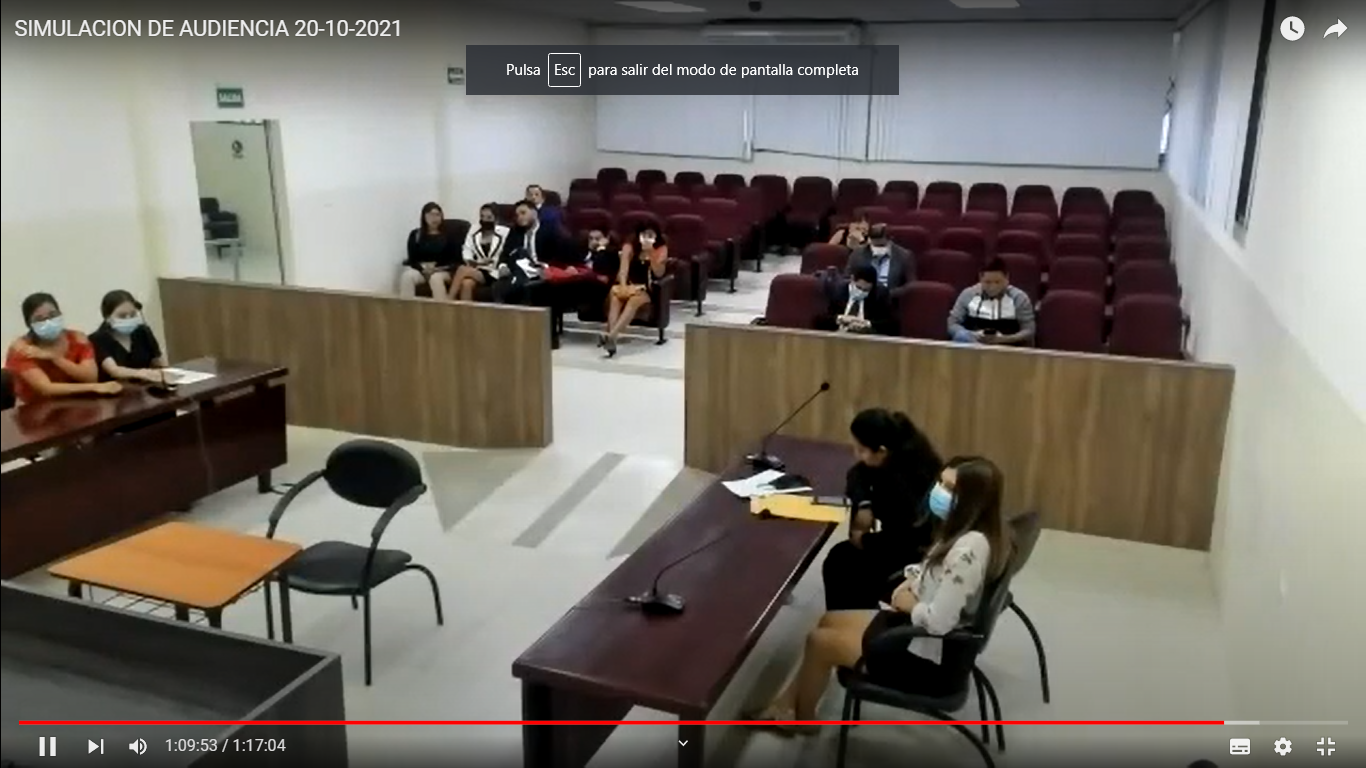 SIMULACION DE AUDIENCIA 20-10-2021
Pulsa Esc para salir del modo de pantalla completa
SALIDA
1:09:53 / 1:17:04